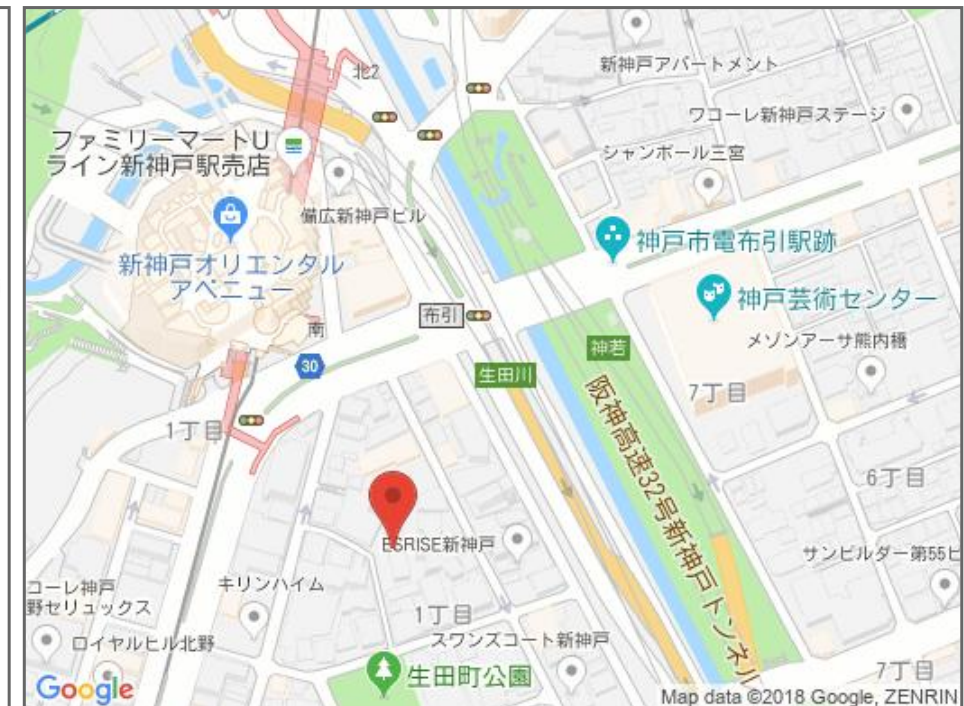 北2
新神戸アパートメント
ファミリーマートU
ライン新神戸駅売店
ワコーレ新神戸ステージ
シャンボール三宮
備広新神戸ビル
神戸市電布引駅跡
新神戸オリエンタル
アベニュー
布引
神戸芸術センター
南
30
神若
メゾンアーサ熊内橋
生田川
7丁目
1丁目
阪神高速32号新神戸トンネル
6丁目
ESRISE新神戸
サンビルダー第55ビ
コーレ神戸
野セリュックス
キリンハイム
1丁目
ロイヤルヒル北野
スワンズコート新神戸
生田町公園
7丁目
Google
Map data ©2018 Google, ZENRIN